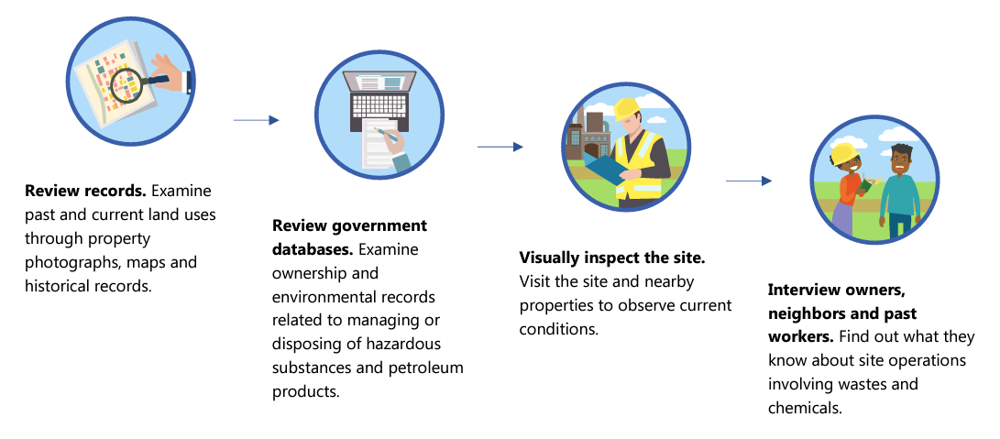 Review records. Examine
past and current land uses
through property
photographs, maps and
historical records.
Review government
databases. Examine
ownership and
environmental records
related to managing or
disposing of hazardous
substances and petroleum
products.
Visually inspect the site.
Visit the site and nearby
properties to observe current
conditions.
Interview owners,
neighbors and past
workers. Find out what they
know about site operations
involving wastes and
chemicals.